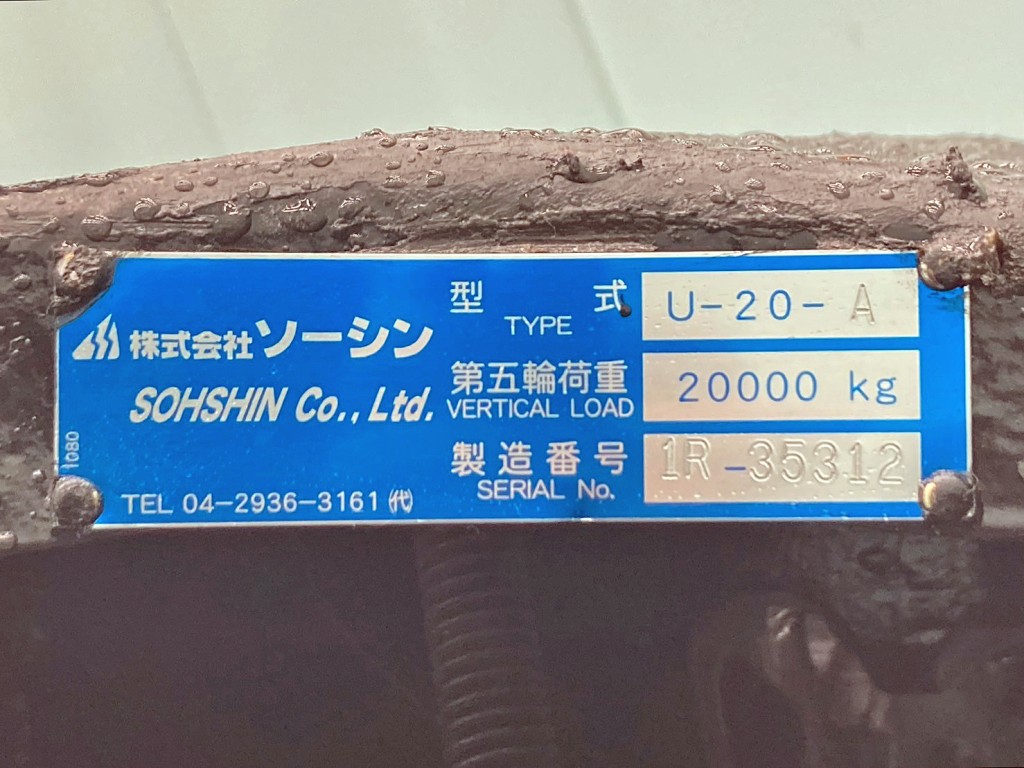 株式会社ソーシン
SOHSHIN Co., Ltd.
1080
TEL 04-2936-3161 ㈹
型式 U-20-A
TYPE
第五輪荷重 20000 kg
VERTICAL LOAD
製造番号 1R-35312
SERIAL No.